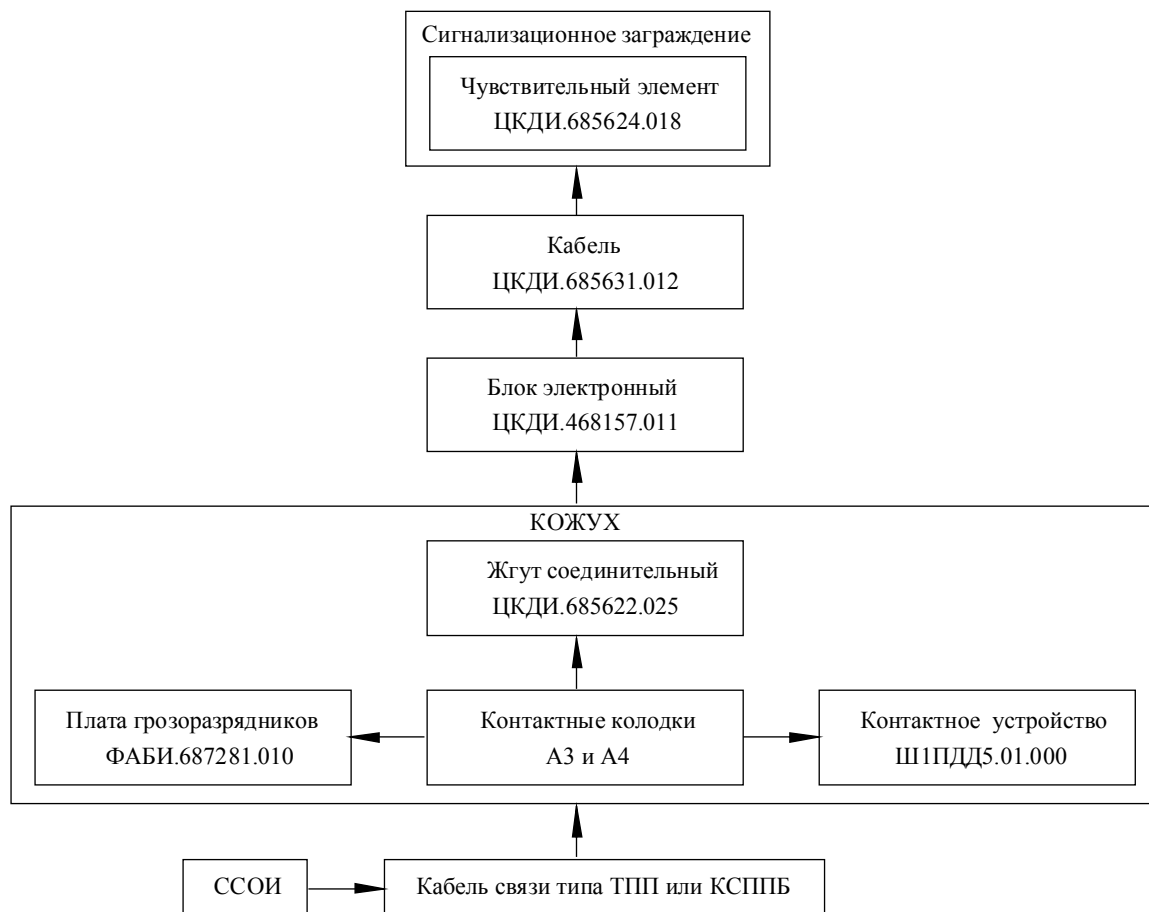 Сигнализационное заграждение
Чувствительный элемент
ЦКДИ.685624.018
Кабель
ЦКДИ.685631.012
Блок электронный
ЦКДИ.468157.011
КОЖУХ
Жгут соединительный
ЦКДИ.685622.025
Плата грозоразрядников
ФАБИ.687281.010
Контактные колодки
А3 и А4
Контактное устройство
Ш1ПДД5.01.000
ССОИ
Кабель связи типа ТПП или КСППБ